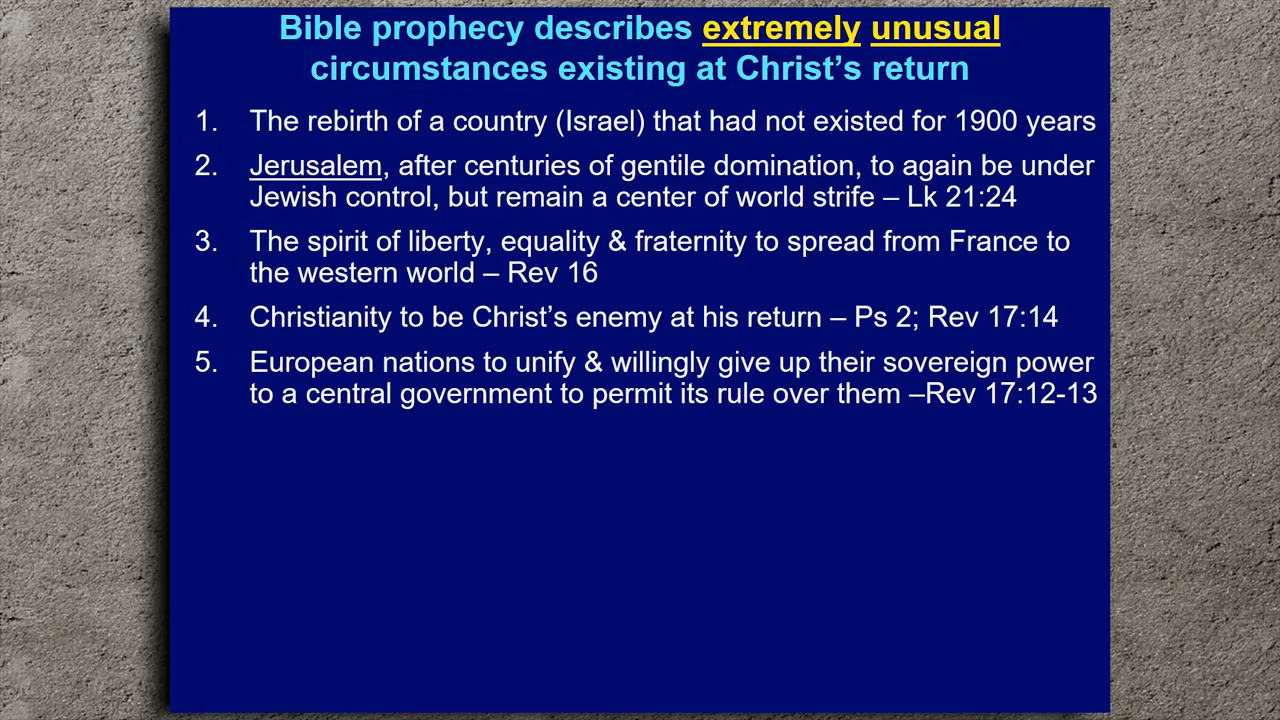 Bible prophecy describes extremely unusual
circumstances existing at Christ’s return
1. The rebirth of a country (Israel) that had not existed for 1900 years
2. Jerusalem, after centuries of gentile domination, to again be under
Jewish control, but remain a center of world strife – Lk 21:24
3. The spirit of liberty, equality & fraternity to spread from France to
the western world – Rev 16
4. Christianity to be Christ’s enemy at his return – Ps 2; Rev 17:14
5. European nations to unify & willingly give up their sovereign power
to a central government to permit its rule over them –Rev 17:12-13